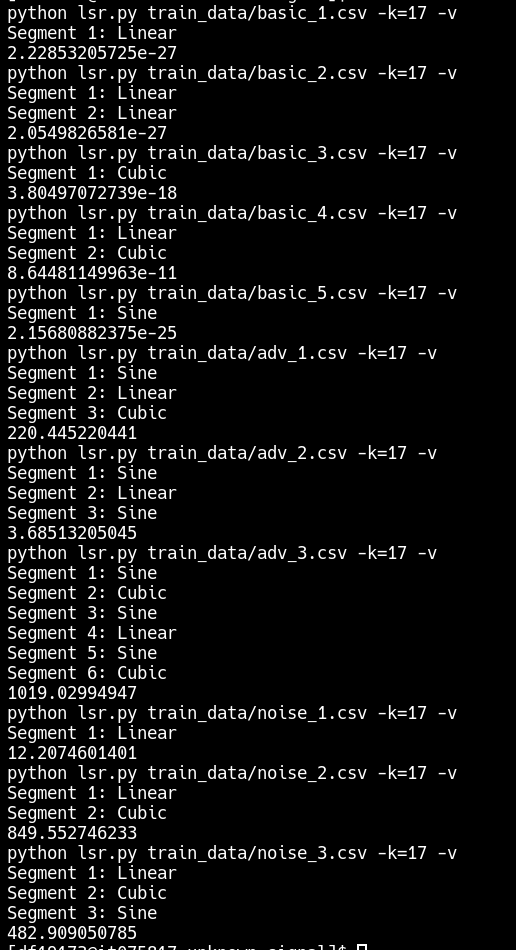 python lsr.py train_data/basic_1.csv -k=17 -v
Segment 1: Linear
2.22853205725e-27
python lsr.py train_data/basic_2.csv -k=17 -v
Segment 1: Linear
Segment 2: Linear
2.0549826581e-27
python lsr.py train_data/basic_3.csv -k=17 -v
Segment 1: Cubic
3.80497072739e-18
python lsr.py train_data/basic_4.csv -k=17 -v
Segment 1: Linear
Segment 2: Cubic
8.64481149963e-11
python lsr.py train_data/basic_5.csv -k=17 -v
Segment 1: Sine
2.15680882375e-25
python lsr.py train_data/adv_1.csv -k=17 -v
Segment 1: Sine
Segment 2: Linear
Segment 3: Cubic
220.445220441
python lsr.py train_data/adv_2.csv -k=17 -v
Segment 1: Sine
Segment 2: Linear
Segment 3: Sine
3.68513205045
python lsr.py train_data/adv_3.csv -k=17 -v
Segment 1: Sine
Segment 2: Cubic
Segment 3: Sine
Segment 4: Linear
Segment 5: Sine
Segment 6: Cubic
1019.02994947
python lsr.py train_data/noise_1.csv -k=17 -v
Segment 1: Linear
12.2074601401
python lsr.py train_data/noise_2.csv -k=17 -v
Segment 1: Linear
Segment 2: Cubic
849.552746233
python lsr.py train_data/noise_3.csv -k=17 -v
Segment 1: Linear
Segment 2: Cubic
Segment 3: Sine
482.909050785